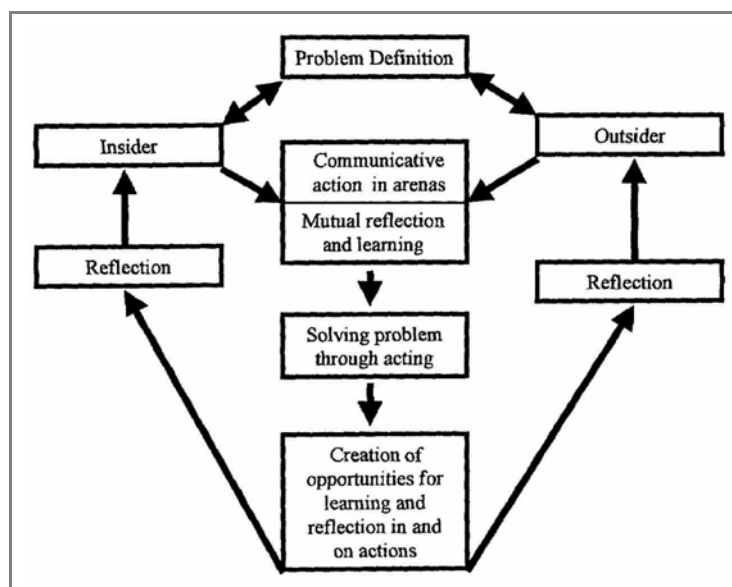 Problem Definition
Insider
Outsider
Communicative
action in arenas
Mutual reflection
and learning
Reflection
Reflection
Solving problem
through acting
Creation of
opportunities for
learning and
reflection in and
on actions